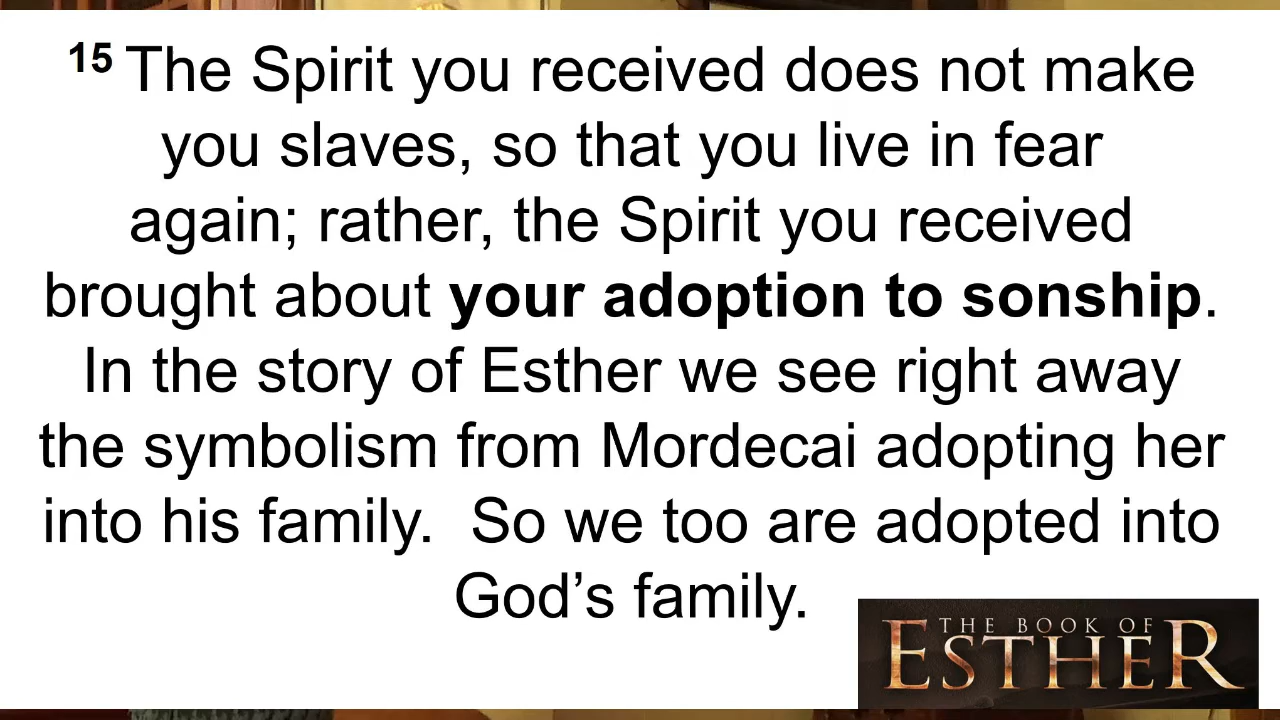 15 The Spirit you received does not make
you slaves, so that you live in fear
again; rather, the Spirit you received
brought about your adoption to sonship.
In the story of Esther we see right away
the symbolism from Mordecai adopting her
into his family.  So we too are adopted into
God’s family.
THE BOOK OF
ESTHER